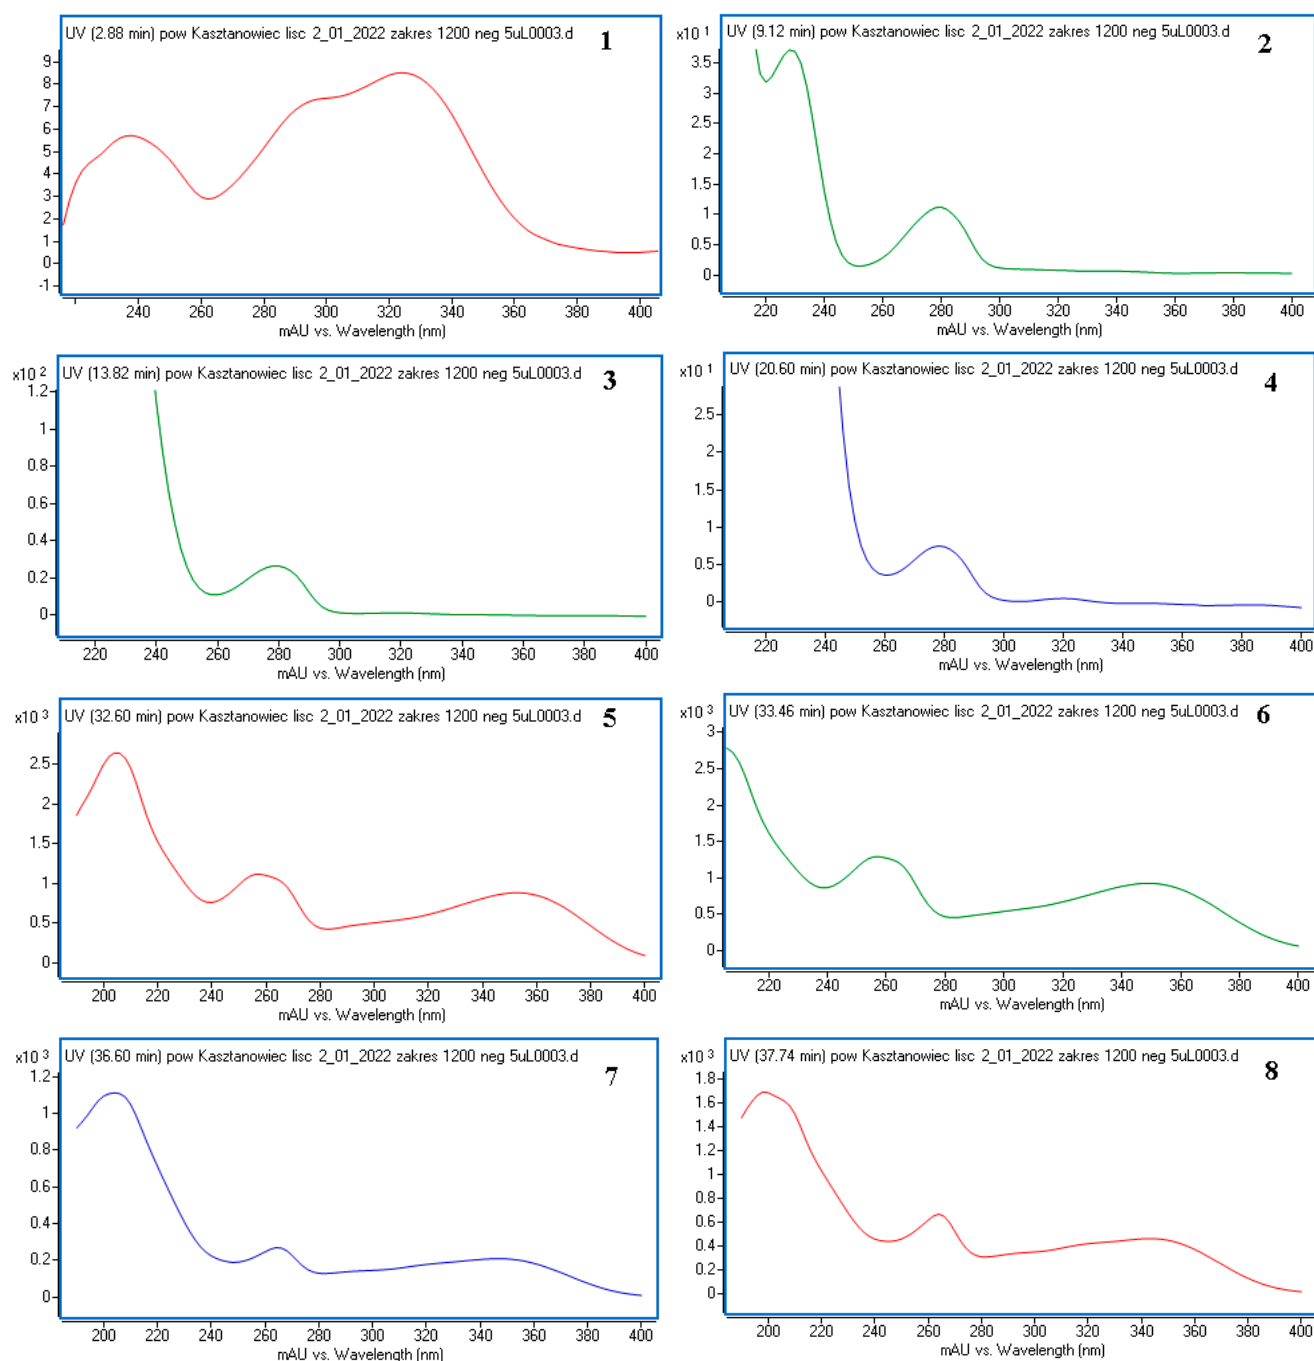 UV (2.88 min) pow Kasztanowiec lisc 2_01_2022 zakres 1200 neg 5uL0003.d
1
9
8
7
6
5
4
3
2
1
0
-1
240 260 280 300 320 340 360 380 400
mAU vs. Wavelength (nm)
x10 1
UV (9.12 min) pow Kasztanowiec lisc 2_01_2022 zakres 1200 neg 5uL0003.d
2
3.5
3
2.5
2
1.5
1
0.5
0
220 240 260 280 300 320 340 360 380 400
mAU vs. Wavelength (nm)
x10 2
UV (13.82 min) pow Kasztanowiec lisc 2_01_2022 zakres 1200 neg 5uL0003.d
3
1.2
1
0.8
0.6
0.4
0.2
0
220 240 260 280 300 320 340 360 380 400
mAU vs. Wavelength (nm)
x10 1
UV (20.60 min) pow Kasztanowiec lisc 2_01_2022 zakres 1200 neg 5uL0003.d
4
2.5
2
1.5
1
0.5
0
220 240 260 280 300 320 340 360 380 400
mAU vs. Wavelength (nm)
x10 3
UV (32.60 min) pow Kasztanowiec lisc 2_01_2022 zakres 1200 neg 5uL0003.d
5
2.5
2
1.5
1
0.5
0
200 220 240 260 280 300 320 340 360 380 400
mAU vs. Wavelength (nm)
x10 3
UV (33.46 min) pow Kasztanowiec lisc 2_01_2022 zakres 1200 neg 5uL0003.d
6
3
2.5
2
1.5
1
0.5
0
220 240 260 280 300 320 340 360 380 400
mAU vs. Wavelength (nm)
x10 3
UV (36.60 min) pow Kasztanowiec lisc 2_01_2022 zakres 1200 neg 5uL0003.d
7
1.2
1
0.8
0.6
0.4
0.2
0
200 220 240 260 280 300 320 340 360 380 400
mAU vs. Wavelength (nm)
x10 3
UV (37.74 min) pow Kasztanowiec lisc 2_01_2022 zakres 1200 neg 5uL0003.d
8
1.8
1.6
1.4
1.2
1
0.8
0.6
0.4
0.2
0
200 220 240 260 280 300 320 340 360 380 400
mAU vs. Wavelength (nm)